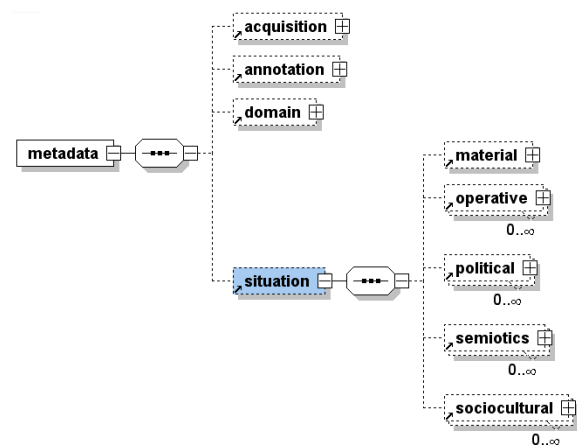 acquisition
annotation
domain
metadata
material
operative
0..∞
political
0..∞
situation
semiotics
0..∞
sociocultural
0..∞